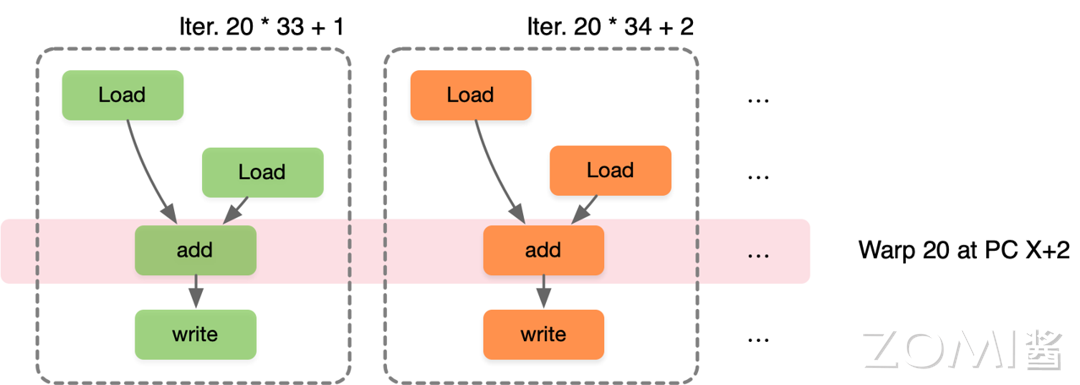 Iter. 20 * 33 + 1
Iter. 20 * 34 + 2
Load
Load
...
Load
Load
...
add
add
...
Warp 20 at PC X+2
write
write
...
ZOMI酱